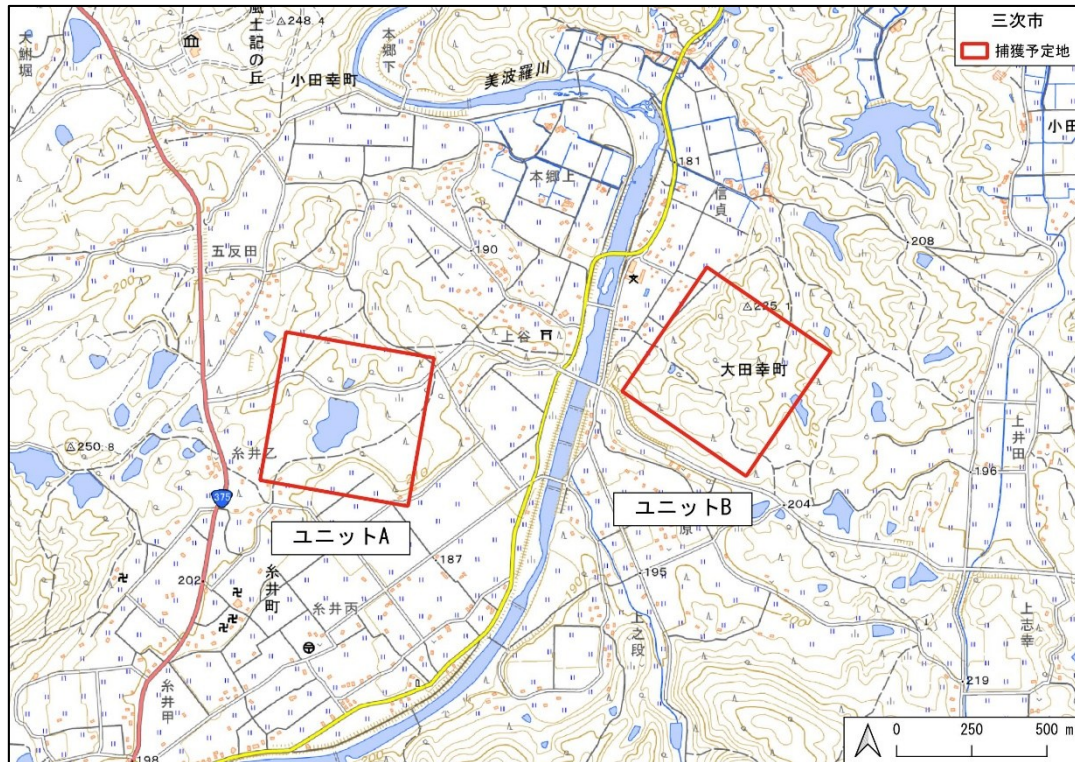 三次市
捕獲予定地
248.4
風土記の丘
大鮒堀
本郷下
小田幸町
美波羅川
小田
181
本郷上
信貞
五反田
190
208
上谷
225.1
大田幸町
250.8
糸井乙
上井田
196
375
ユニットA
ユニットB
204
原
187
195
202
糸井町
糸井丙
上之段
上志幸
219
糸井甲
198
0 250 500 m